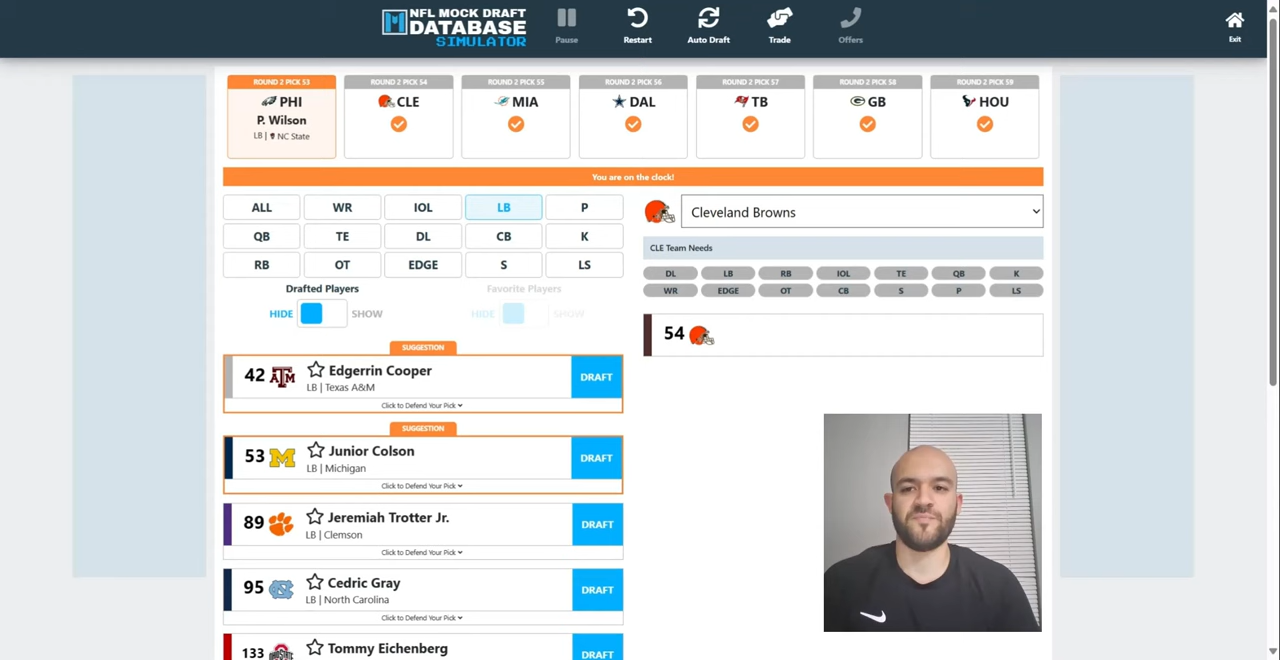 NFL MOCK DRAFT
DATABASE
SIMULATOR
Pause
Restart
Auto Draft
Trade
Offers
Exit
ROUND 2 PICK 53
PHI
P. Wilson
LB | NC State
ROUND 2 PICK 54
CLE
ROUND 2 PICK 55
MIA
ROUND 2 PICK 56
DAL
ROUND 2 PICK 57
TB
ROUND 2 PICK 58
GB
ROUND 2 PICK 59
HOU
You are on the clock!
ALL WR IOL LB P
QB TE DL CB K
RB OT EDGE S LS
Drafted Players
HIDE SHOW
Favorite Players
HIDE SHOW
Cleveland Browns
CLE Team Needs
DL LB RB IOL TE QB K
WR EDGE OT CB S P LS
54
SUGGESTION
42 Edgerrin Cooper
LB | Texas A&M
DRAFT
Click to Defend Your Pick
SUGGESTION
53 Junior Colson
LB | Michigan
DRAFT
Click to Defend Your Pick
89 Jeremiah Trotter Jr.
LB | Clemson
DRAFT
Click to Defend Your Pick
95 Cedric Gray
LB | North Carolina
DRAFT
Click to Defend Your Pick
133 Tommy Eichenberg
DRAFT